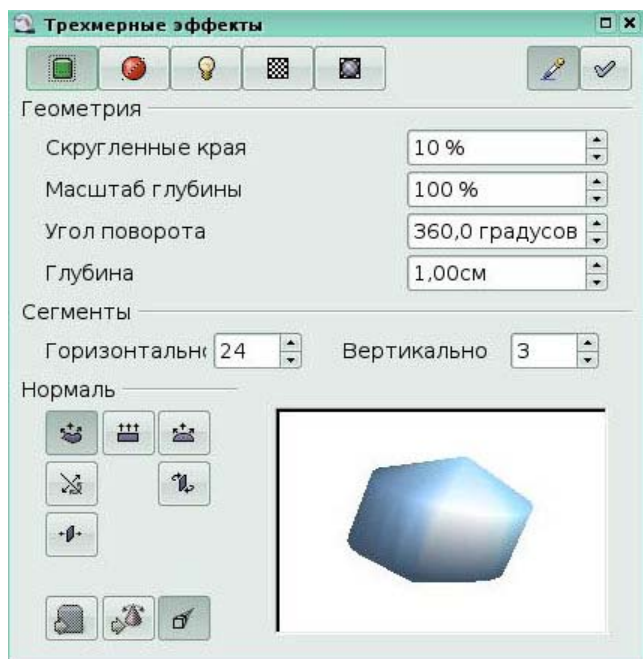 Трехмерные эффекты
Геометрия
Скругленные края 10 %
Масштаб глубины 100 %
Угол поворота 360,0 градусов
Глубина 1,00см
Сегменты
Горизонтальн 24 Вертикально 3
Нормаль